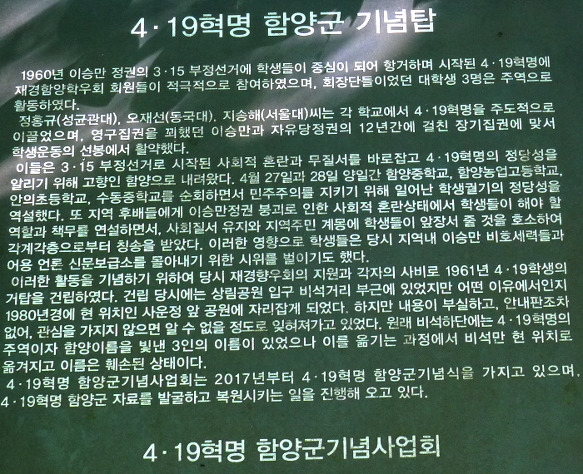 4·19혁명 함양군 기념탑
1960년 이승만 정권의 3·15 부정선거에 학생들이 중심이 되어 항거하며 시작된 4·19혁명에
재경함양학우회 회원들이 적극적으로 참여하였으며, 회장단들이었던 대학생 3명은 주역으로
활동하였다.
정흥규(성균관대), 오재선(동국대), 지송해(서울대)씨는 각 학교에서 4·19혁명을 주도적으로
이끌었으며, 영구집권을 꾀했던 이승만과 자유당정권의 12년간에 걸친 장기집권에 맞서
학생운동의 선봉에서 활약했다.
이들은 3·15 부정선거로 시작된 사회적 혼란과 무질서를 바로잡고 4·19혁명의 정당성을
알리기 위해 고향인 함양으로 내려왔다. 4월 27일과 28일 양일간 함양중학교, 함양농업고등학교,
안의초등학교, 수동중학교를 순회하면서 민주주의를 지키기 위해 일어난 학생궐기의 정당성을
역설했다. 또 지역 후배들에게 이승만정권 붕괴로 인한 사회적 혼란상태에서 학생들이 해야 할
역할과 책무를 연설하면서, 사회질서 유지와 지역주민 계몽에 학생들이 앞장서 줄 것을 호소하여
각계각층으로부터 칭송을 받았다. 이러한 영향으로 학생들은 당시 지역내 이승만 비호세력들과
어용 언론 신문보급소를 몰아내기 위한 시위를 벌이기도 했다.
이러한 활동을 기념하기 위하여 당시 재경향우회의 지원과 각자의 사비로 1961년 4·19학생의
거탑을 건립하였다. 건립 당시에는 상림공원 입구 비석거리 부근에 있었지만 어떤 이유에서인지
1980년경에 현 위치인 사운정 앞 공원에 자리잡게 되었다. 하지만 내용이 부실하고, 안내판조차
없어, 관심을 가지지 않으면 알 수 없을 정도로 잊혀져가고 있었다. 원래 비석하단에는 4·19혁명의
주역이자 함양이름을 빛낸 3인의 이름이 있었으나 이를 옮기는 과정에서 비석만 현 위치로
옮겨지고 이름은 훼손된 상태이다.
4·19혁명 함양군기념사업회는 2017년부터 4·19혁명 함양군기념식을 가지고 있으며,
4·19혁명 함양군 자료를 발굴하고 복원시키는 일을 진행해 오고 있다.
4·19혁명 함양군기념사업회